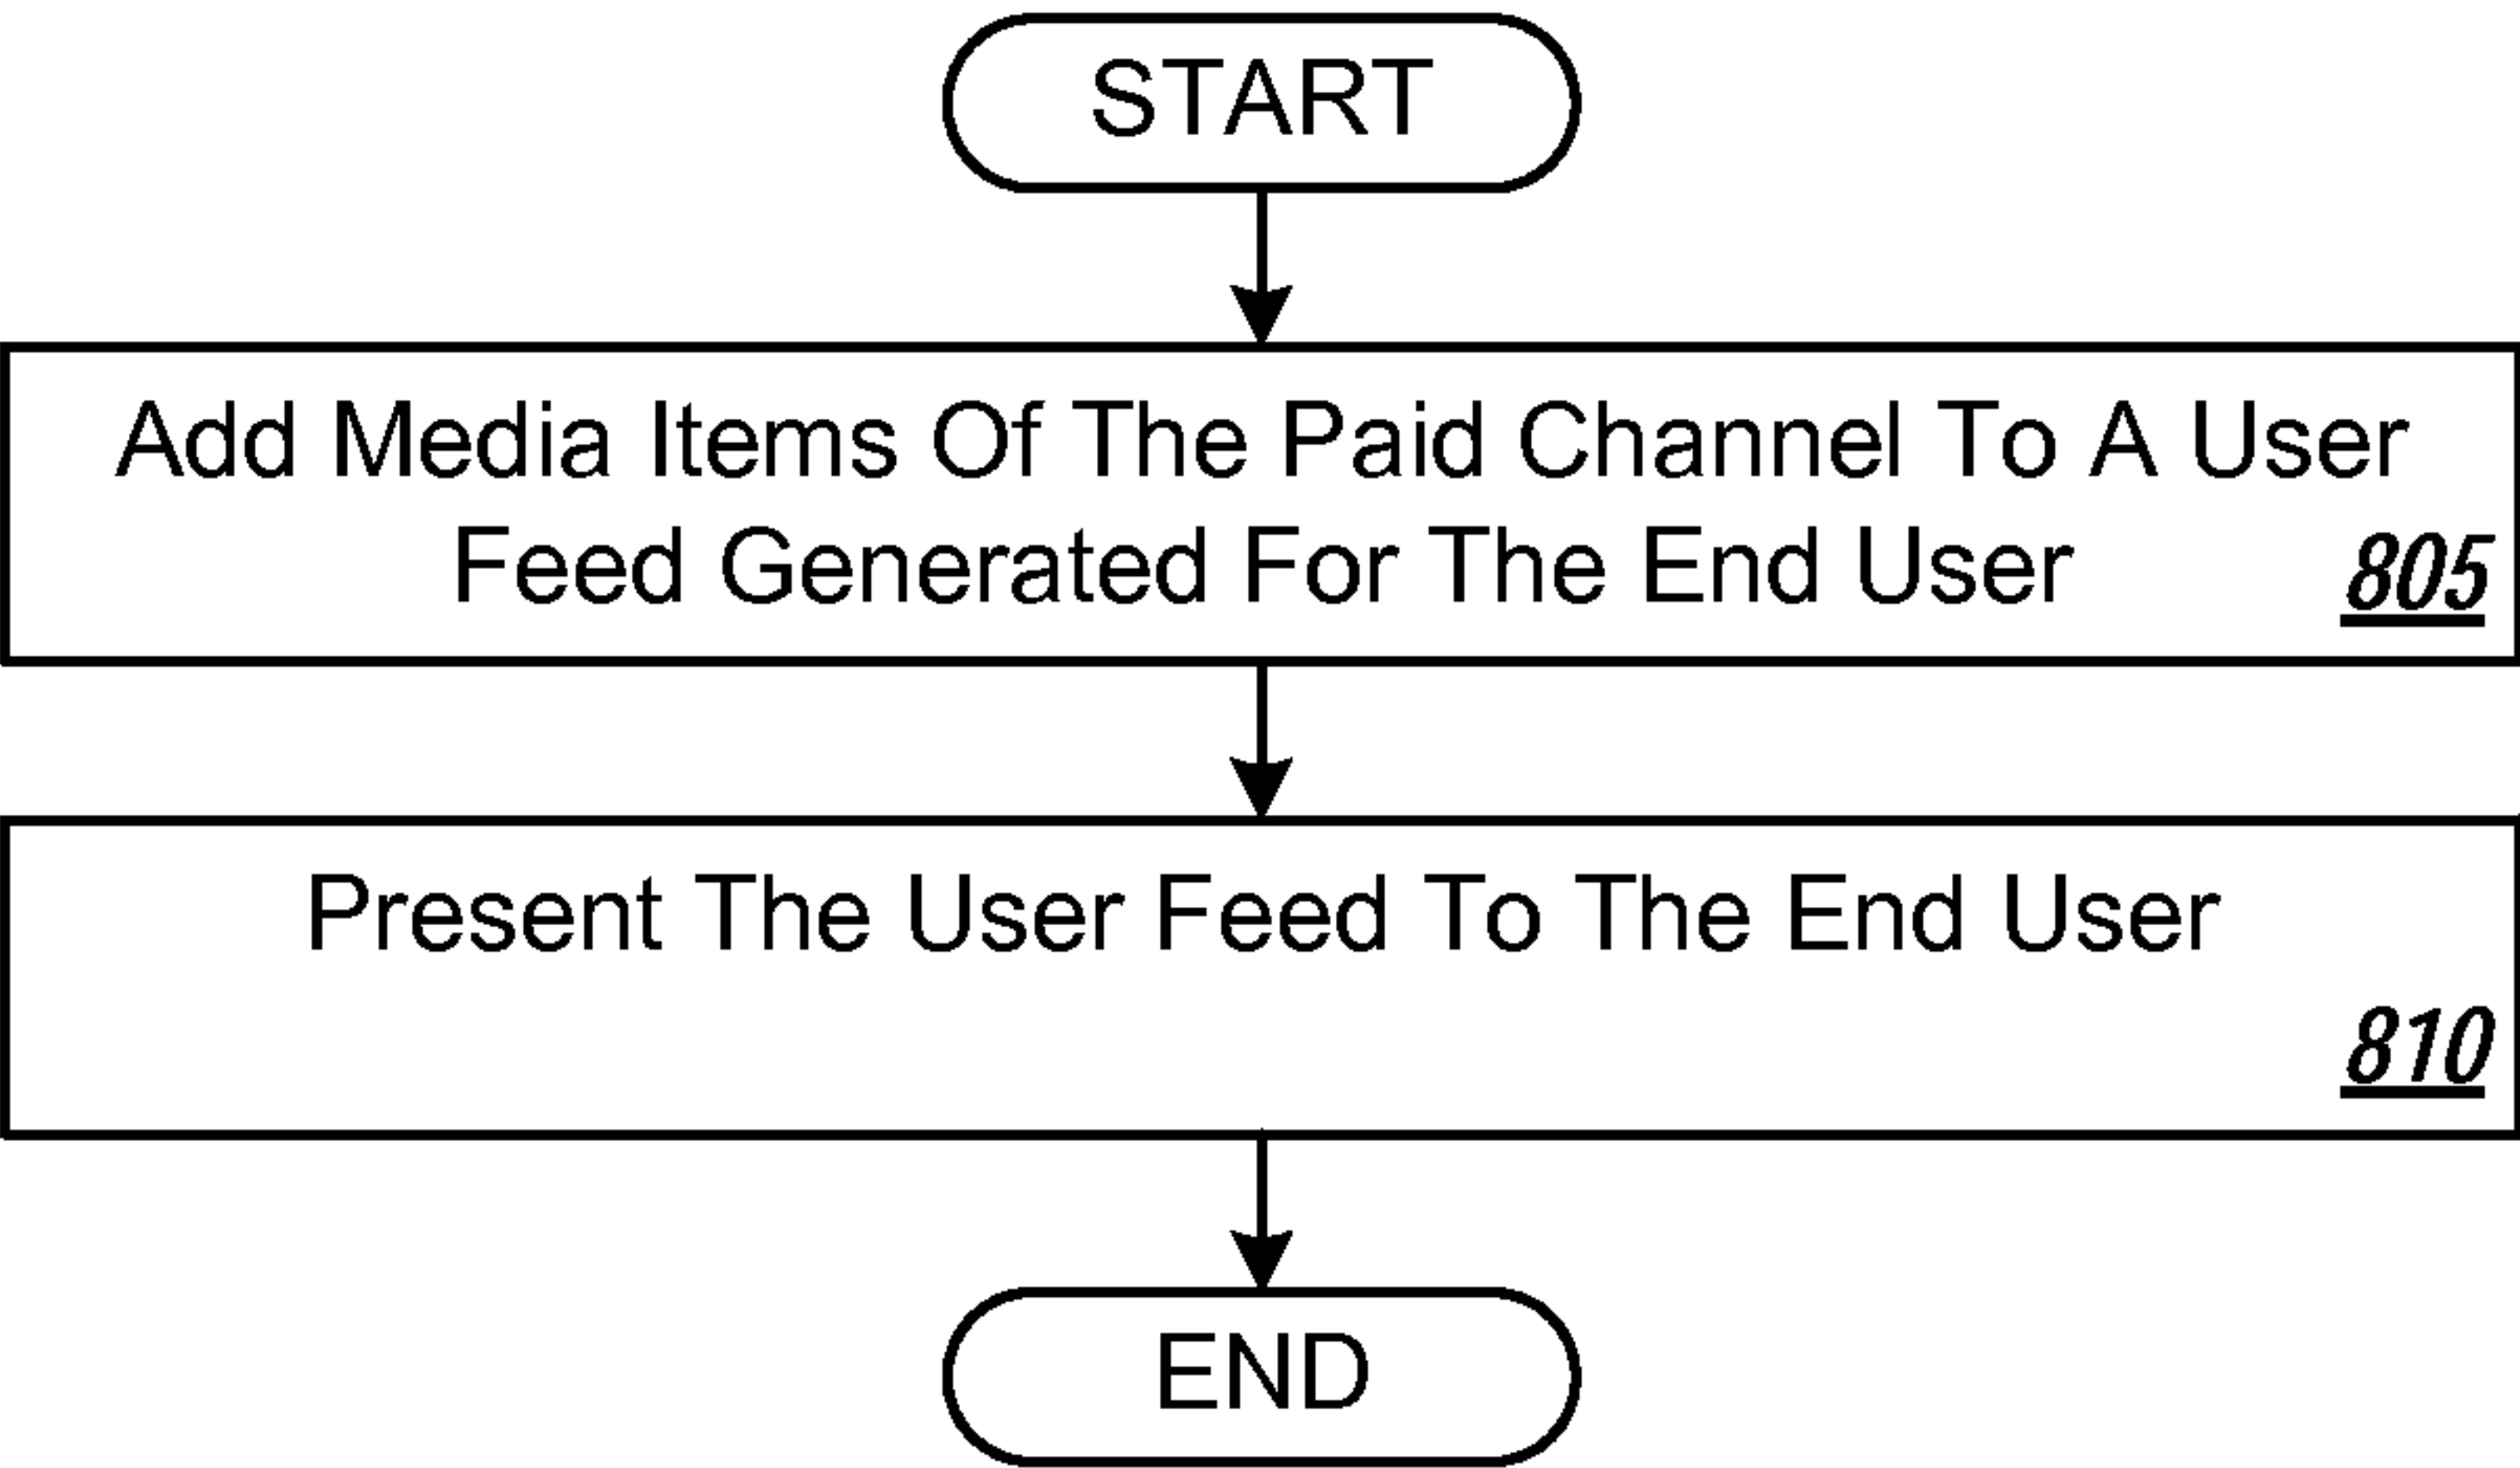 START
Add Media Items Of The Paid Channel To A User
Feed Generated For The End User
805
Present The User Feed To The End User
810
END